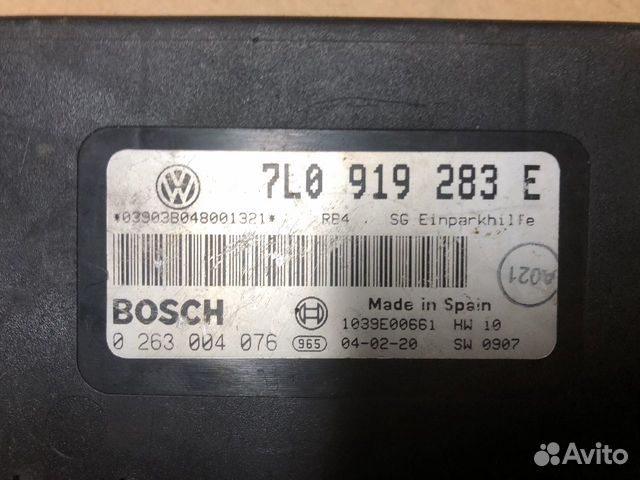 7L0 919 283 E
*03903B048001321* RB4 SG Einparkhilfe
A021
BOSCH
Made in Spain
1039E00661 HW 10
0 263 004 076 965 04-02-20 SW 0907
Avito